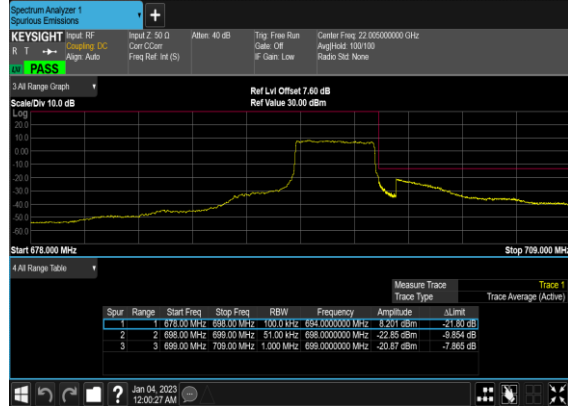 Spectrum Analyzer 1
Spurious Emissions
+
KEYSIGHT Input: RF Input Z: 50 Ω Atten: 40 dB Trig: Free Run Center Freq: 22.005000000 GHz
R T Coupling: DC Corr CCorr Gate: Off Avg|Hold: 100/100
Align: Auto Freq Ref: Int (S) IF Gain: Low Radio Std: None
LW PASS
3 All Range Graph
Ref Lvl Offset 7.60 dB
Scale/Div 10.0 dB Ref Value 30.00 dBm
Log
20.0
10.0
0.00
-10.0
-20.0
-30.0
-40.0
-50.0
-60.0
Start 678.000 MHz Stop 709.000 MHz
4 All Range Table
Measure Trace Trace 1
Trace Type Trace Average (Active)
Spur Range Start Freq Stop Freq RBW Frequency Amplitude ΔLimit
1 1 678.00 MHz 698.00 MHz 100.0 kHz 694.0000000 MHz 8.201 dBm -21.80 dB
2 2 698.00 MHz 699.00 MHz 51.00 kHz 698.0000000 MHz -22.85 dBm -9.854 dB
3 3 699.00 MHz 709.00 MHz 1.000 MHz 699.0000000 MHz -20.87 dBm -7.865 dB
? Jan 04, 2023
12:00:27 AM